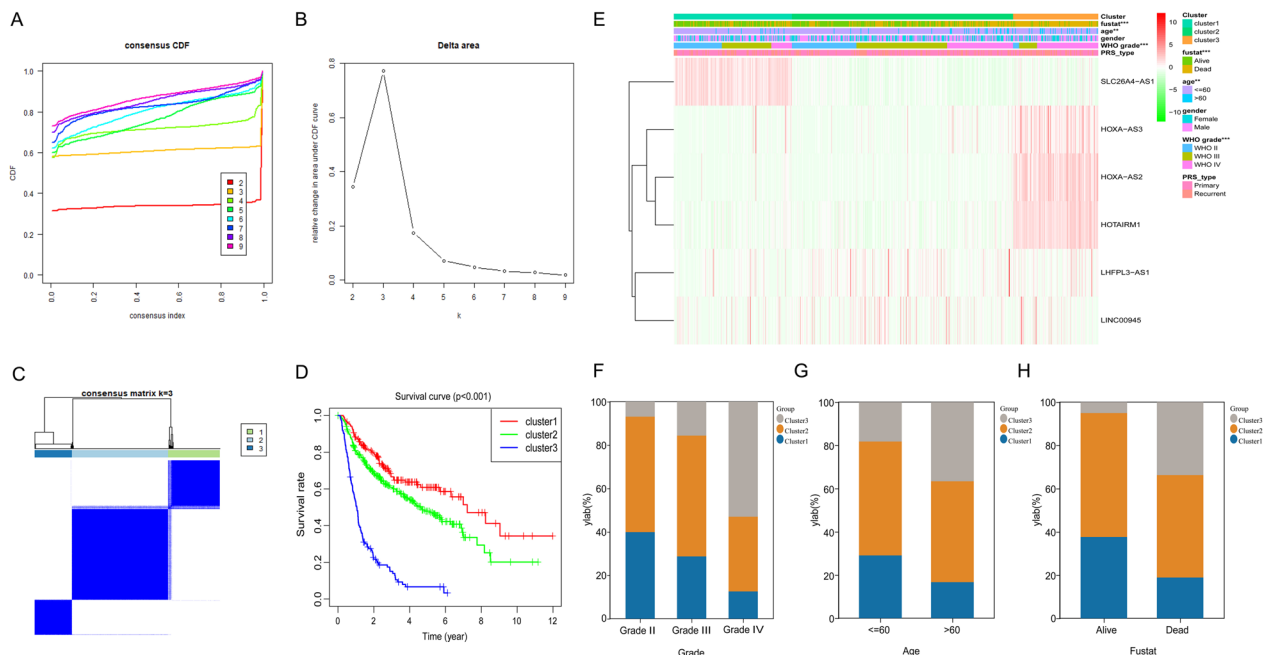 A
consensus CDF
CDF
1.0
0.8
0.6
0.4
0.2
0.0
2
3
4
5
6
7
8
9
0.0 0.2 0.4 0.6 0.8 1.0
consensus index
B
Delta area
relative change in area under CDF curve
0.8
0.6
0.4
0.2
0.0
2 3 4 5 6 7 8 9
k
C
consensus matrix k=3
1
2
3
D
Survival curve (p<0.001)
cluster1
cluster2
cluster3
Survival rate
1.0
0.8
0.6
0.4
0.2
0.0
0 2 4 6 8 10 12
Time (year)
E
Cluster
fustat***
age**
gender
WHO grade***
PRS_type
SLC26A4-AS1
HOXA-AS3
HOXA-AS2
HOTAIRM1
LHFPL3-AS1
LINC00945
10
5
0
-5
-10
Cluster
cluster1
cluster2
cluster3
fustat***
Alive
Dead
age**
<=60
>60
gender
Female
Male
WHO grade***
WHO II
WHO III
WHO IV
PRS_type
Primary
Recurrent
F
ylab(%)
100
80
60
40
20
0
Grade II Grade III Grade IV
Grade
Group
Cluster3
Cluster2
Cluster1
G
ylab(%)
100
80
60
40
20
0
<=60 >60
Age
Group
Cluster3
Cluster2
Cluster1
H
ylab(%)
100
80
60
40
20
0
Alive Dead
Fustat
Group
Cluster3
Cluster2
Cluster1